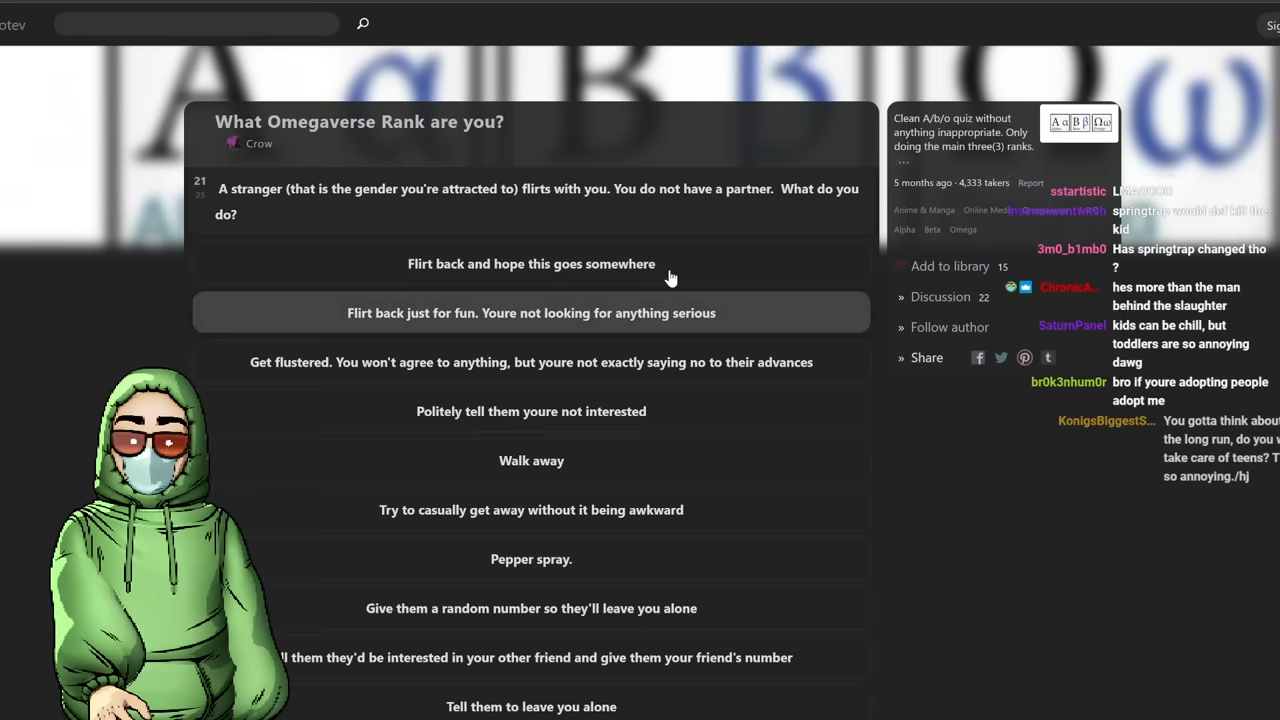 otev
Sig
A α B β Ω ω
What Omegaverse Rank are you?
Crow
21
25
A stranger (that is the gender you're attracted to) flirts with you. You do not have a partner. What do you
do?
Flirt back and hope this goes somewhere
Flirt back just for fun. Youre not looking for anything serious
Get flustered. You won't agree to anything, but youre not exactly saying no to their advances
Politely tell them youre not interested
Walk away
Try to casually get away without it being awkward
Pepper spray.
Give them a random number so they'll leave you alone
ll them they'd be interested in your other friend and give them your friend's number
Tell them to leave you alone
Clean A/b/o quiz without
anything inappropriate. Only
doing the main three(3) ranks.
...
A α B β Ω ω
5 months ago · 4,333 takers Report
Anime & Manga Online Med
Alpha Beta Omega
Add to library 15
» Discussion 22
» Follow author
» Share
sstartistic LMAOOOO
springtrap would def kill the
kid
3m0_b1mb0 Has springtrap changed tho
?
ChronicA... hes more than the man
behind the slaughter
SaturnPanel kids can be chill, but
toddlers are so annoying
dawg
br0k3nhum0r bro if youre adopting people
adopt me
KonigsBiggestS... You gotta think about
the long run, do you w
take care of teens? T
so annoying./hj